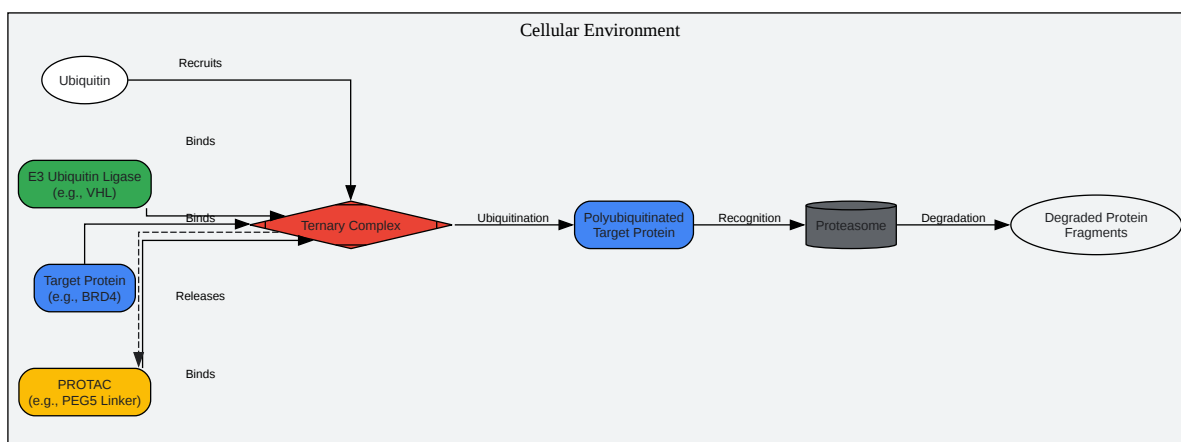 Cellular Environment
Recruits
Ubiquitin
Binds
E3 Ubiquitin Ligase
(e.g., VHL)
Binds
Ternary Complex
Ubiquitination
Polyubiquitinated
Target Protein
Recognition
Proteasome
Degradation
Degraded Protein
Fragments
Target Protein
(e.g., BRD4)
Releases
Binds
PROTAC
(e.g., PEG5 Linker)